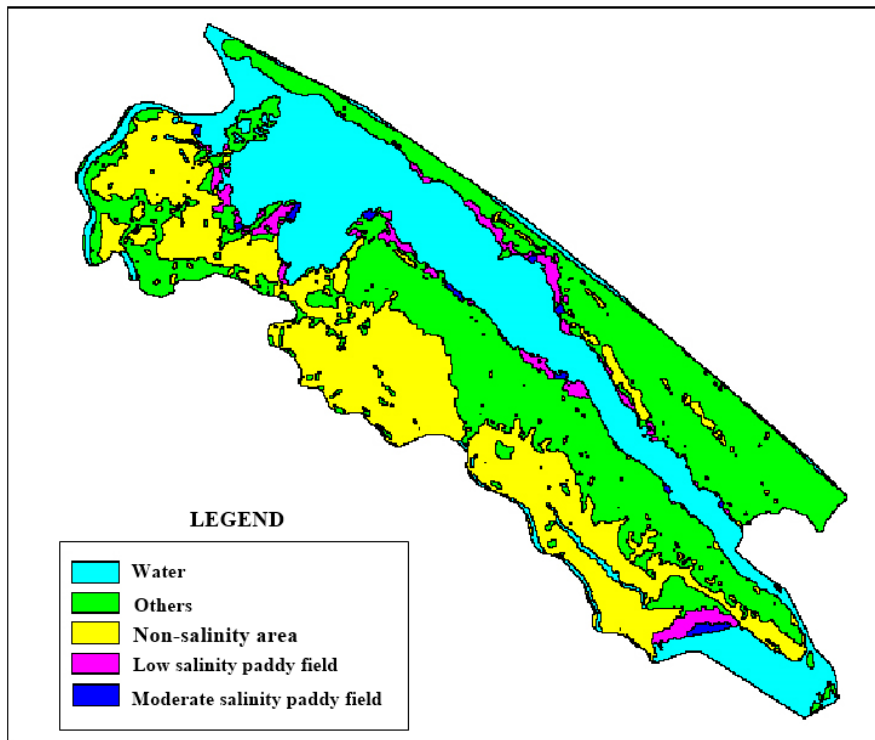 LEGEND
Water
Others
Non-salinity area
Low salinity paddy field
Moderate salinity paddy field